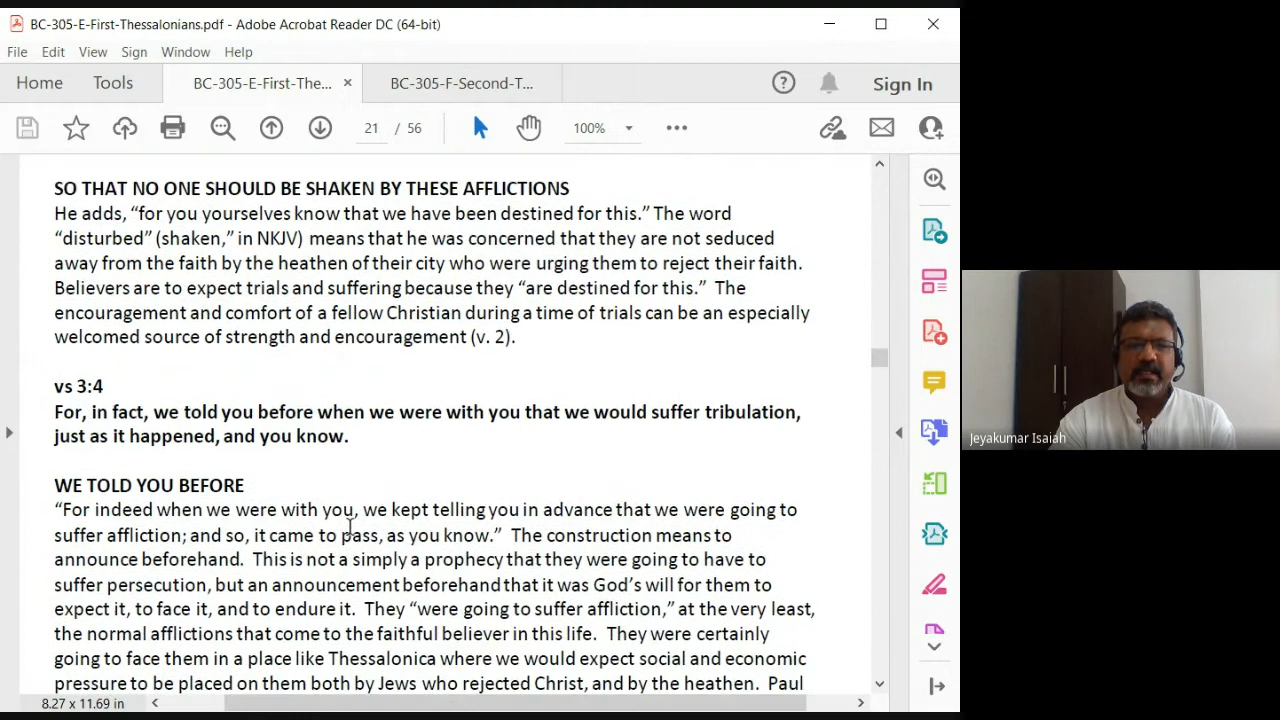 BC-305-E-First-Thessalonians.pdf - Adobe Acrobat Reader DC (64-bit)
File Edit View Sign Window Help
Home Tools BC-305-E-First-The... × BC-305-F-Second-T... Sign In
21 / 56 100%
SO THAT NO ONE SHOULD BE SHAKEN BY THESE AFFLICTIONS
He adds, “for you yourselves know that we have been destined for this.” The word
“disturbed” (shaken,” in NKJV) means that he was concerned that they are not seduced
away from the faith by the heathen of their city who were urging them to reject their faith.
Believers are to expect trials and suffering because they “are destined for this.” The
encouragement and comfort of a fellow Christian during a time of trials can be an especially
welcomed source of strength and encouragement (v. 2).
vs 3:4
For, in fact, we told you before when we were with you that we would suffer tribulation,
just as it happened, and you know.
WE TOLD YOU BEFORE
“For indeed when we were with you, we kept telling you in advance that we were going to
suffer affliction; and so, it came to pass, as you know.” The construction means to
announce beforehand. This is not a simply a prophecy that they were going to have to
suffer persecution, but an announcement beforehand that it was God’s will for them to
expect it, to face it, and to endure it. They “were going to suffer affliction,” at the very least,
the normal afflictions that come to the faithful believer in this life. They were certainly
going to face them in a place like Thessalonica where we would expect social and economic
pressure to be placed on them both by Jews who rejected Christ, and by the heathen. Paul
8.27 x 11.69 in
Jeyakumar Isaiah